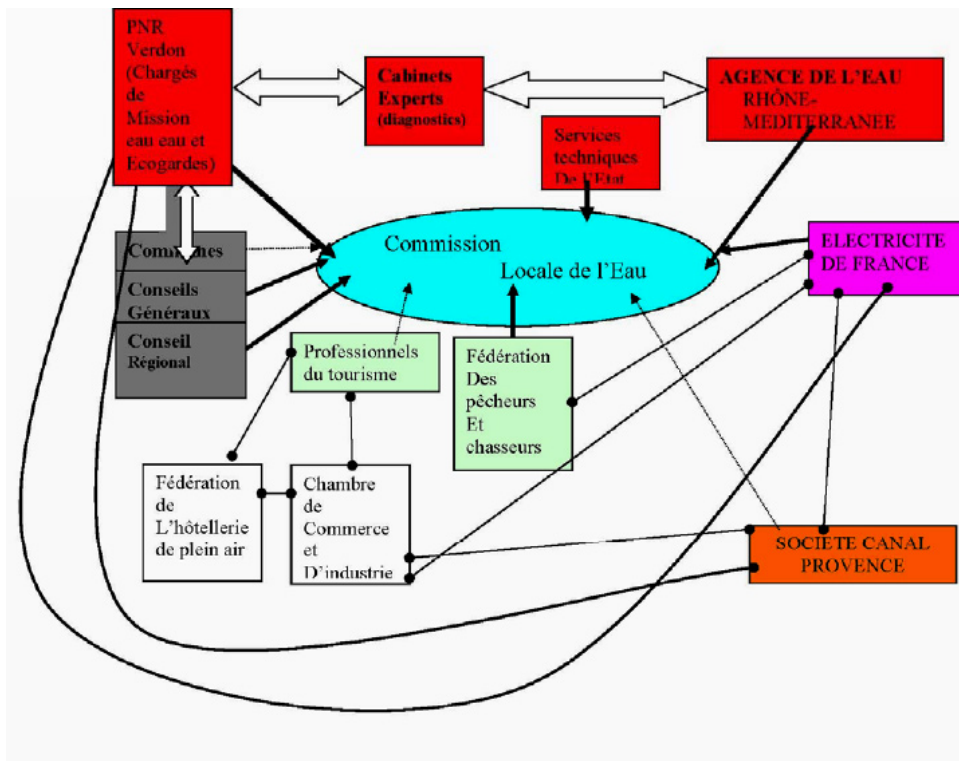 PNR
Verdon
(Chargés
de
Mission
eau eau et
Ecogardes)
Cabinets
Experts
(diagnostics)
AGENCE DE L'EAU
RHÔNE-
MEDITERRANEE
Services
techniques
De l'Etat
Communes
Conseils
Généraux
Conseil
Régional
Commission
Locale de l'Eau
ELECTRICITE
DE FRANCE
Professionnels
du tourisme
Fédération
Des
pêcheurs
Et
chasseurs
Fédération
de
L'hôtellerie
de plein air
Chambre
de
Commerce
et
D'industrie
SOCIETE CANAL
PROVENCE